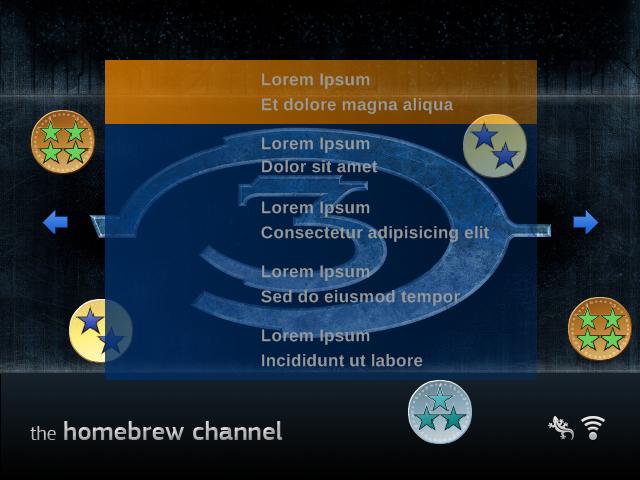 Lorem Ipsum
Et dolore magna aliqua
Lorem Ipsum
Dolor sit amet
Lorem Ipsum
Consectetur adipisicing elit
Lorem Ipsum
Sed do eiusmod tempor
Lorem Ipsum
Incididunt ut labore
3
the homebrew channel